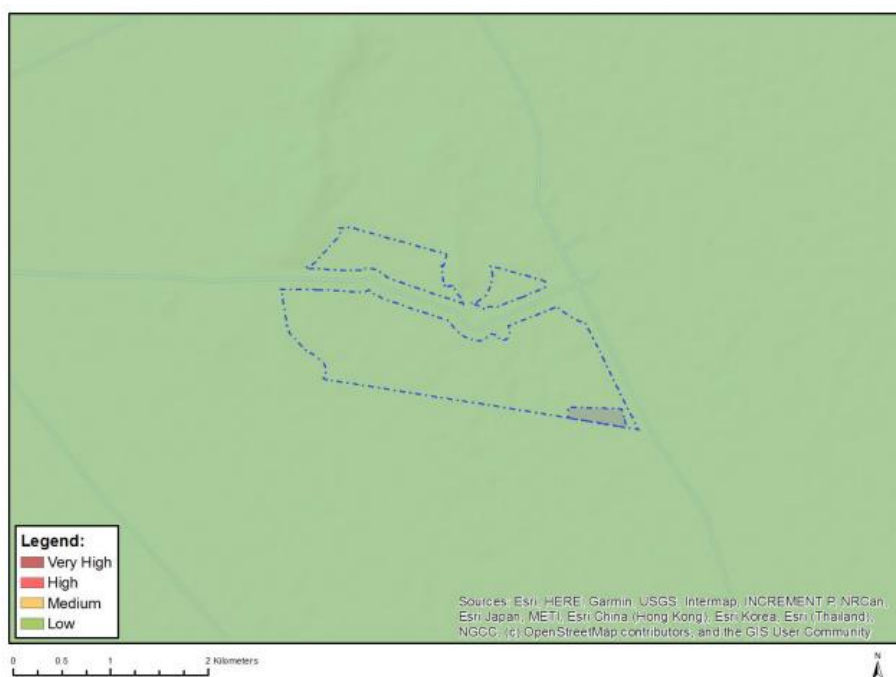 Legend:
Very High
High
Medium
Low
Sources: Esri, HERE, Garmin, USGS, Intermap, INCREMENT P, NRCan,
Esri Japan, METI, Esri China (Hong Kong), Esri Korea, Esri (Thailand),
NGCC, (c) OpenStreetMap contributors, and the GIS User Community
0 0.5 1 2 Kilometers
N